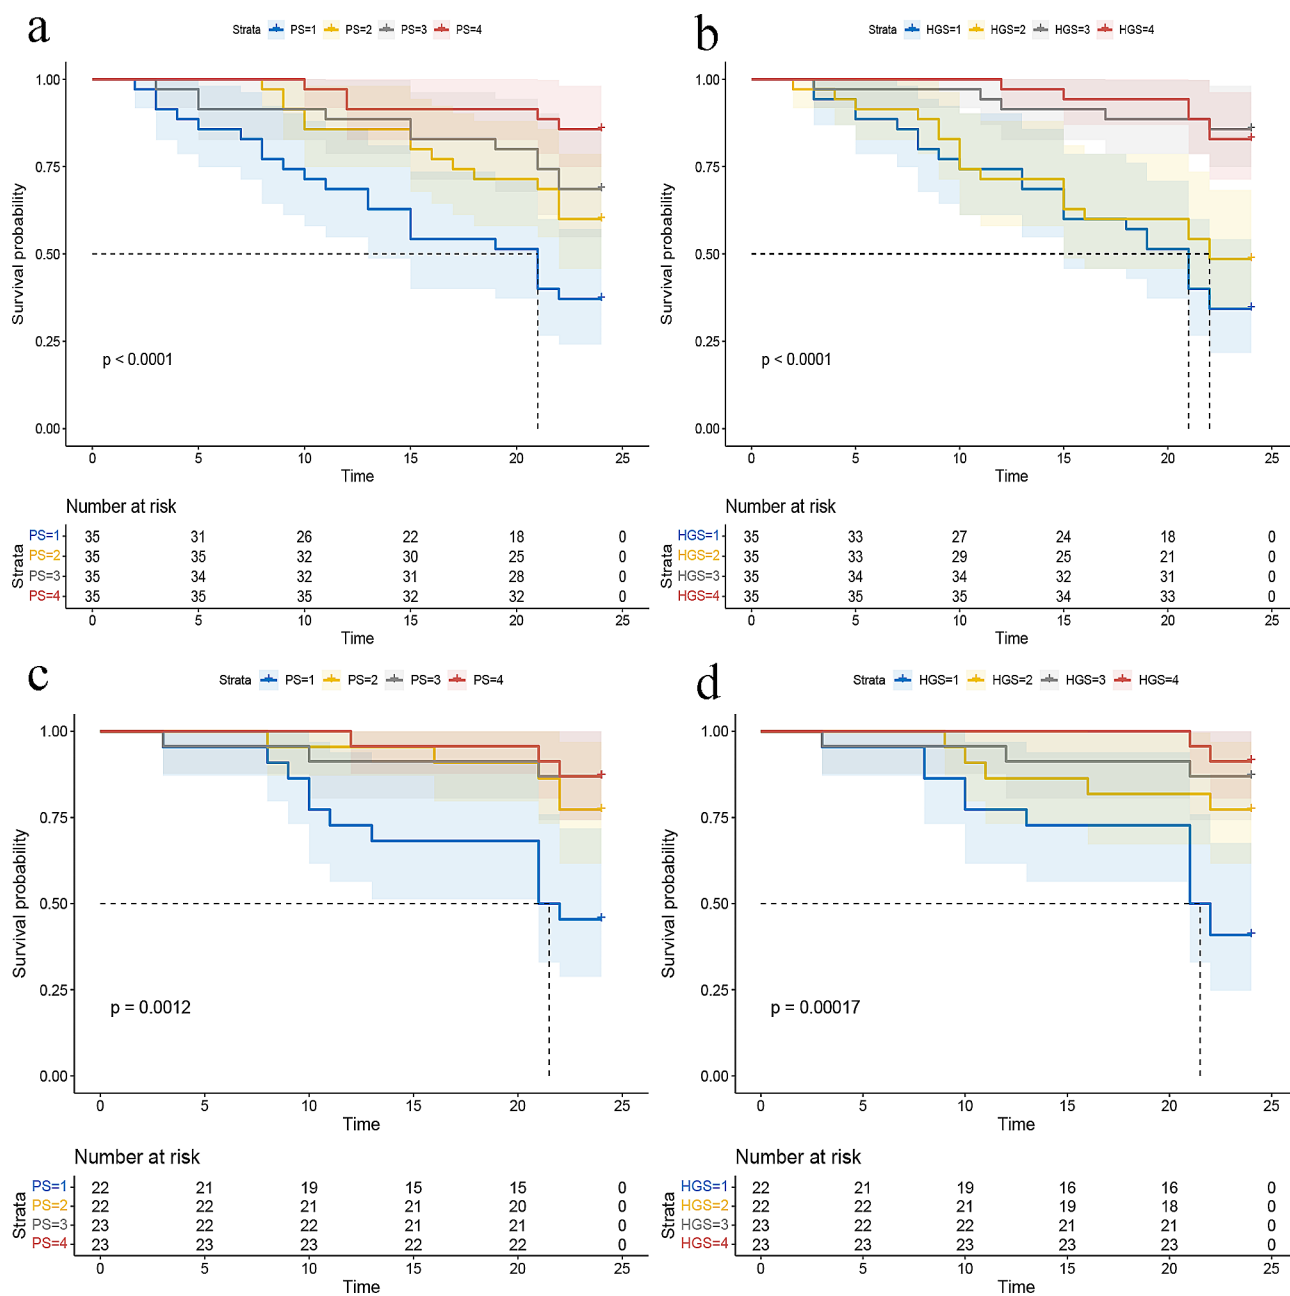 a
Strata PS=1 PS=2 PS=3 PS=4
1.00
0.75
0.50
0.25
0.00
Survival probability
p < 0.0001
0 5 10 15 20 25
Time
Number at risk
Strata
PS=1 35 31 26 22 18 0
PS=2 35 35 32 30 25 0
PS=3 35 34 32 31 28 0
PS=4 35 35 35 32 32 0
0 5 10 15 20 25
Time
b
Strata HGS=1 HGS=2 HGS=3 HGS=4
1.00
0.75
0.50
0.25
0.00
Survival probability
p < 0.0001
0 5 10 15 20 25
Time
Number at risk
Strata
HGS=1 35 33 27 24 18 0
HGS=2 35 33 29 25 21 0
HGS=3 35 34 34 32 31 0
HGS=4 35 35 35 34 33 0
0 5 10 15 20 25
Time
c
Strata PS=1 PS=2 PS=3 PS=4
1.00
0.75
0.50
0.25
0.00
Survival probability
p = 0.0012
0 5 10 15 20 25
Time
Number at risk
Strata
PS=1 22 21 19 15 15 0
PS=2 22 22 21 21 20 0
PS=3 23 22 22 21 21 0
PS=4 23 23 23 22 22 0
0 5 10 15 20 25
Time
d
Strata HGS=1 HGS=2 HGS=3 HGS=4
1.00
0.75
0.50
0.25
0.00
Survival probability
p = 0.00017
0 5 10 15 20 25
Time
Number at risk
Strata
HGS=1 22 21 19 16 16 0
HGS=2 22 22 21 19 18 0
HGS=3 23 22 22 21 21 0
HGS=4 23 23 23 23 23 0
0 5 10 15 20 25
Time